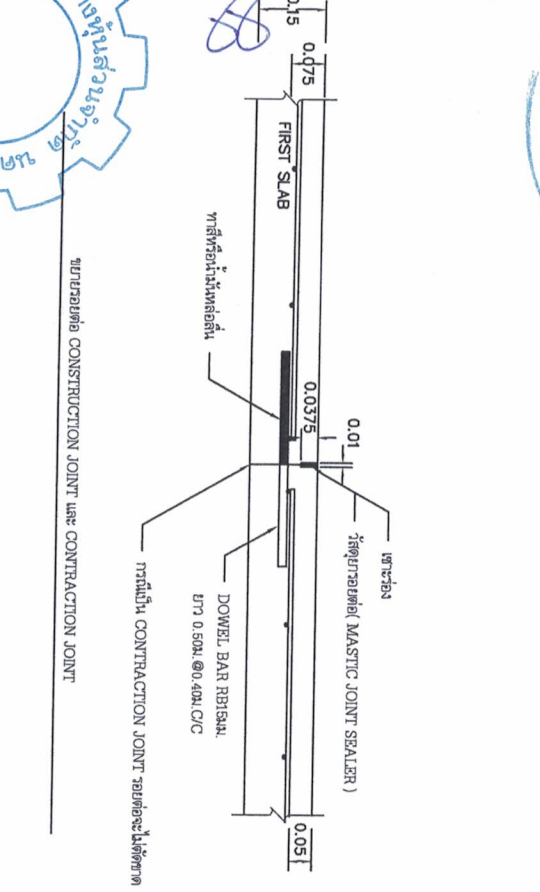 0.15
0.075
FIRST SLAB
0.0375
0.01
0.05
เซาะร่อง
วัสดุยารอยต่อ( MASTIC JOINT SEALER )
ทาสีหรือน้ำมันหล่อลื่น
DOWEL BAR RB15มม.
ยาว 0.50ม.@0.40ม.C/C
กรณีเป็น CONTRACTION JOINT รอยต่อจะไม่ตัดขาด
ขยายรอยต่อ CONSTRUCTION JOINT และ CONTRACTION JOINT